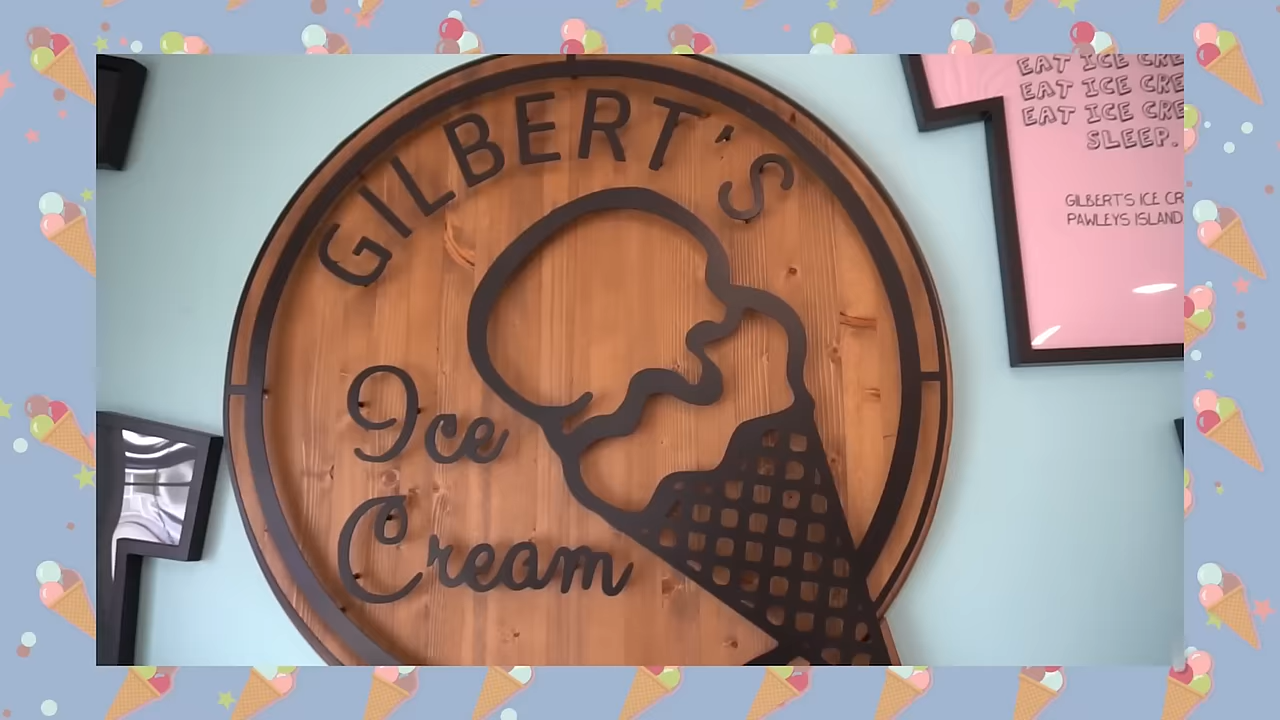 GILBERT'S
Ice
Cream
EAT ICE CRE
EAT ICE CRE
EAT ICE CRE
SLEEP.
GILBERT'S ICE CR
PAWLEYS ISLAND